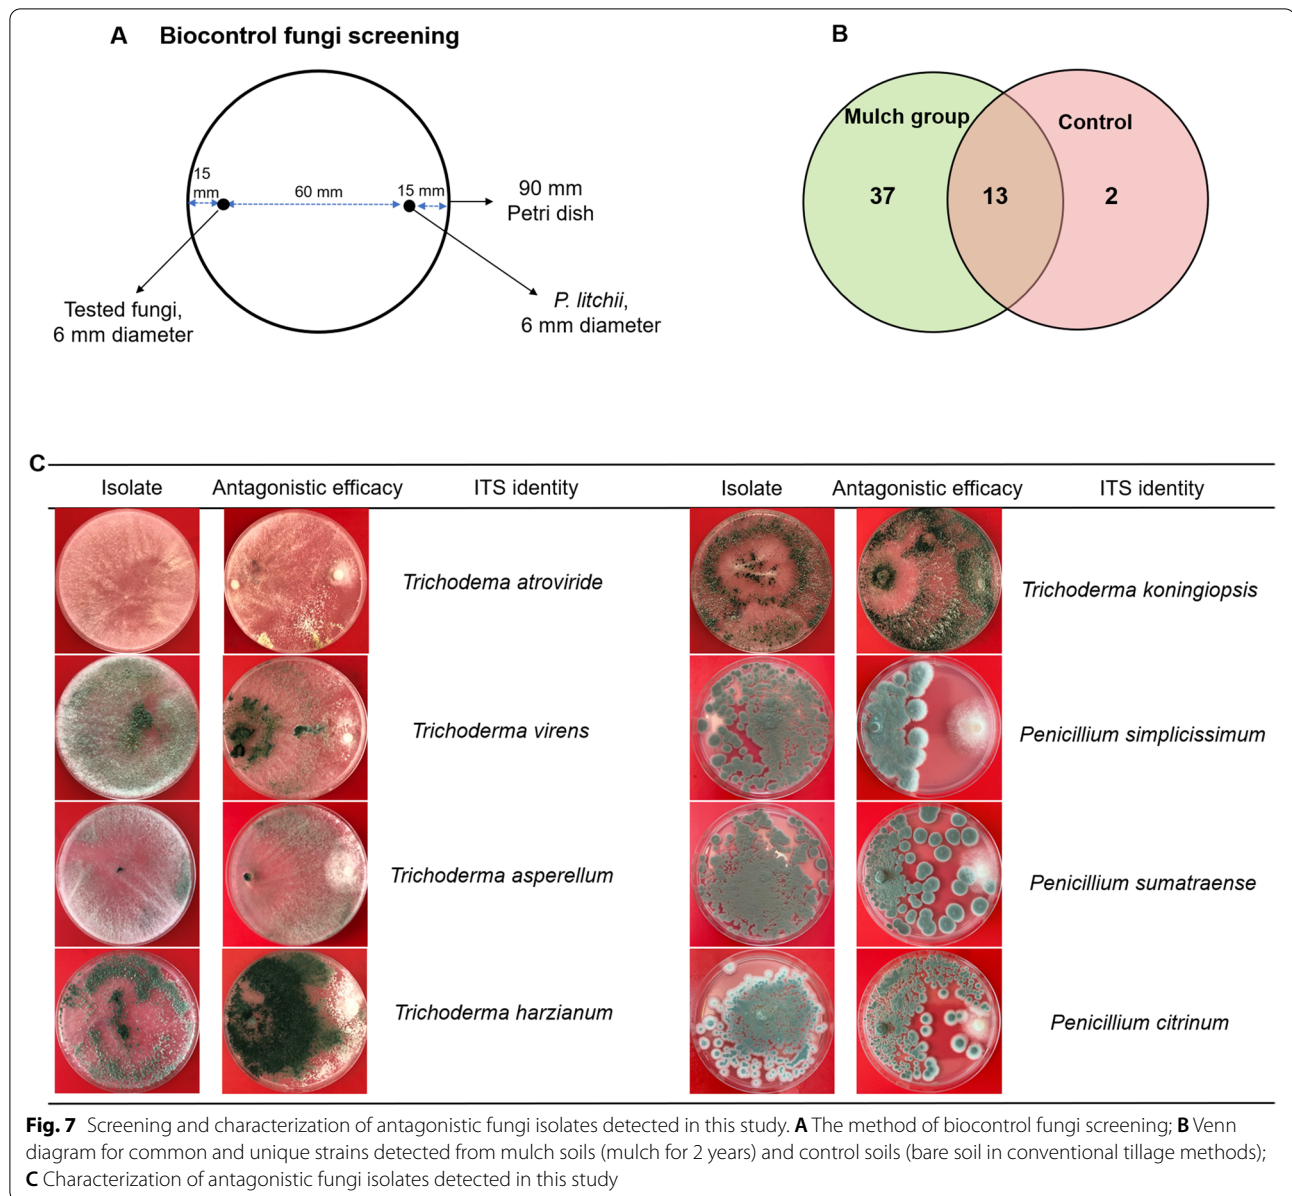 A Biocontrol fungi screening
15
mm
60 mm
15 mm
90 mm
Petri dish
Tested fungi,
6 mm diameter
P. litchii,
6 mm diameter
B
Mulch group
Control
37
13
2
C
Isolate Antagonistic efficacy ITS identity Isolate Antagonistic efficacy ITS identity
Trichodema atroviride
Trichoderma koningiopsis
Trichoderma virens
Penicillium simplicissimum
Trichoderma asperellum
Penicillium sumatraense
Trichoderma harzianum
Penicillium citrinum
Fig. 7 Screening and characterization of antagonistic fungi isolates detected in this study. A The method of biocontrol fungi screening; B Venn
diagram for common and unique strains detected from mulch soils (mulch for 2 years) and control soils (bare soil in conventional tillage methods);
C Characterization of antagonistic fungi isolates detected in this study